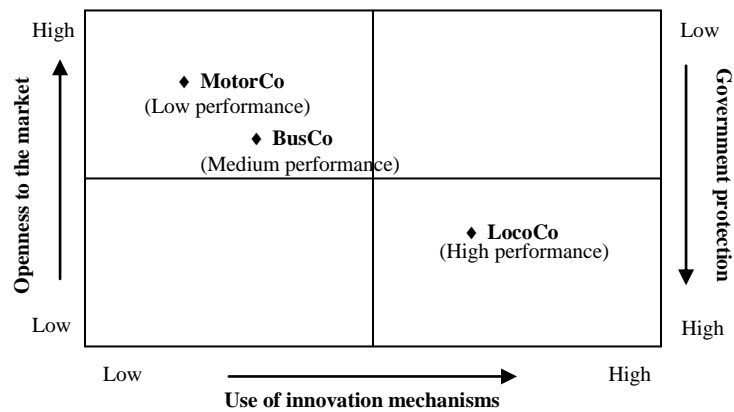 High
Low
♦ MotorCo
(Low performance)
♦ BusCo
(Medium performance)
♦ LocoCo
(High performance)
Openness to the market
Government protection
Low
High
Low
High
Use of innovation mechanisms